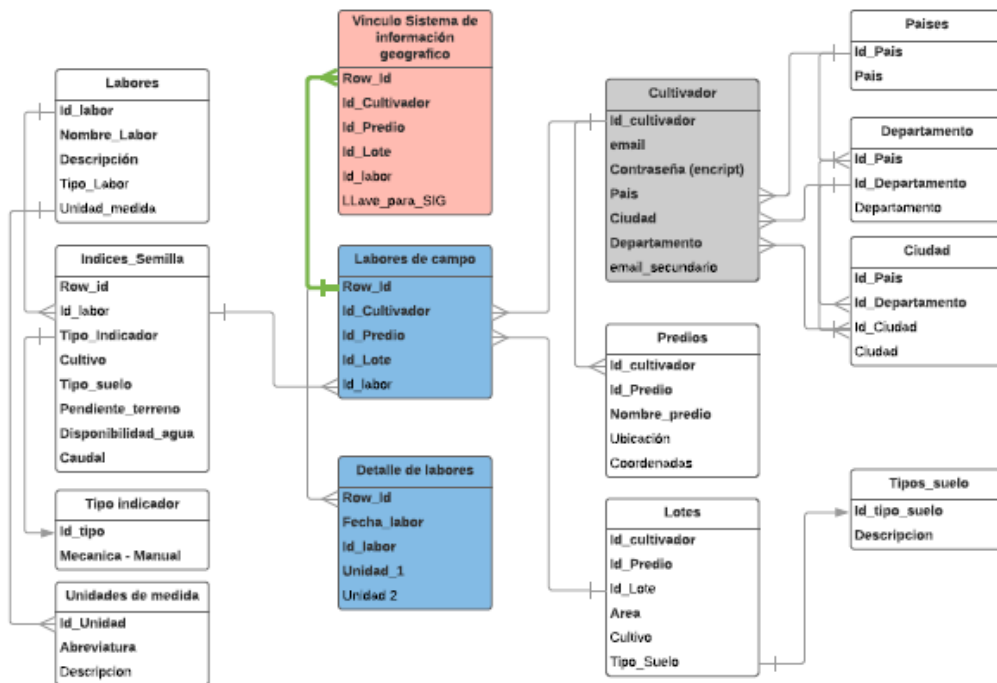 Labores
Id_labor
Nombre_Labor
Descripción
Tipo_Labor
Unidad_medida
Indices_Semilla
Row_id
Id_labor
Tipo_Indicador
Cultivo
Tipo_suelo
Pendiente_terreno
Disponibilidad_agua
Caudal
Tipo indicador
Id_tipo
Mecanica - Manual
Unidades de medida
Id_Unidad
Abreviatura
Descripcion
Vinculo Sistema de
información
geografico
Row_Id
Id_Cultivador
Id_Predio
Id_Lote
Id_labor
LLave_para_SIG
Labores de campo
Row_Id
Id_Cultivador
Id_Predio
Id_Lote
Id_labor
Detalle de labores
Row_Id
Fecha_labor
Id_labor
Unidad_1
Unidad 2
Cultivador
Id_cultivador
email
Contraseña (encript)
Pais
Ciudad
Departamento
email_secundario
Predios
Id_cultivador
Id_Predio
Nombre_predio
Ubicación
Coordenadas
Lotes
Id_cultivador
Id_Predio
Id_Lote
Area
Cultivo
Tipo_Suelo
Paises
Id_Pais
Pais
Departamento
Id_Pais
Id_Departamento
Departamento
Ciudad
Id_Pais
Id_Departamento
Id_Ciudad
Ciudad
Tipos_suelo
Id_tipo_suelo
Descripcion